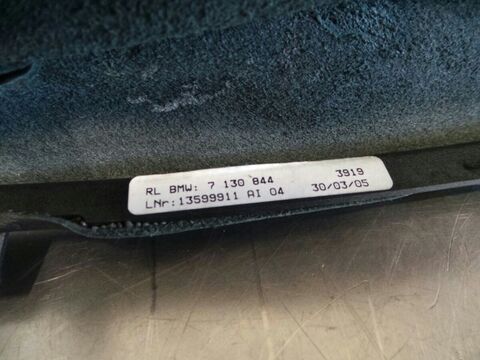 RL BMW: 7 130 844 3919
LNr:13599911 AI 04 30/03/05